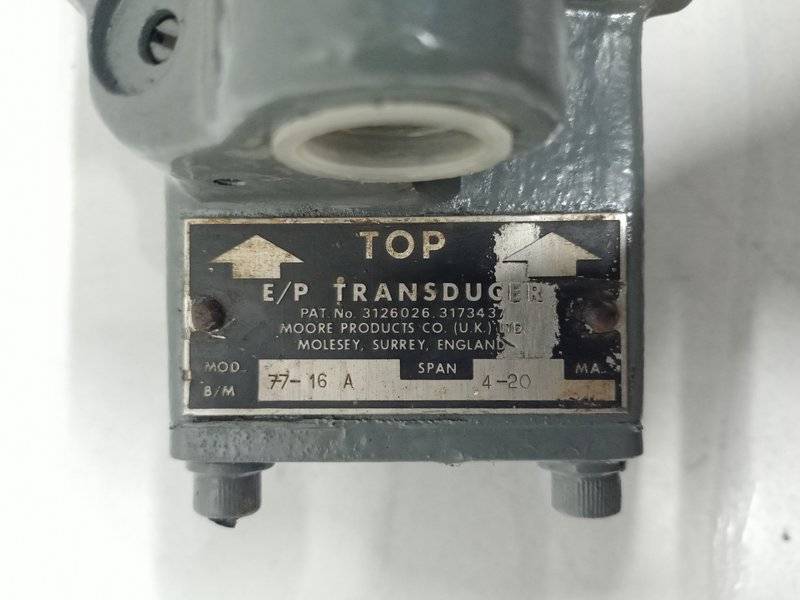 TOP
E/P TRANSDUCER
PAT. No. 3126026. 3173437
MOORE PRODUCTS CO. (U.K.) LTD.
MOLESEY, SURREY, ENGLAND
MOD. 77-16 A SPAN 4-20 MA.
B/M